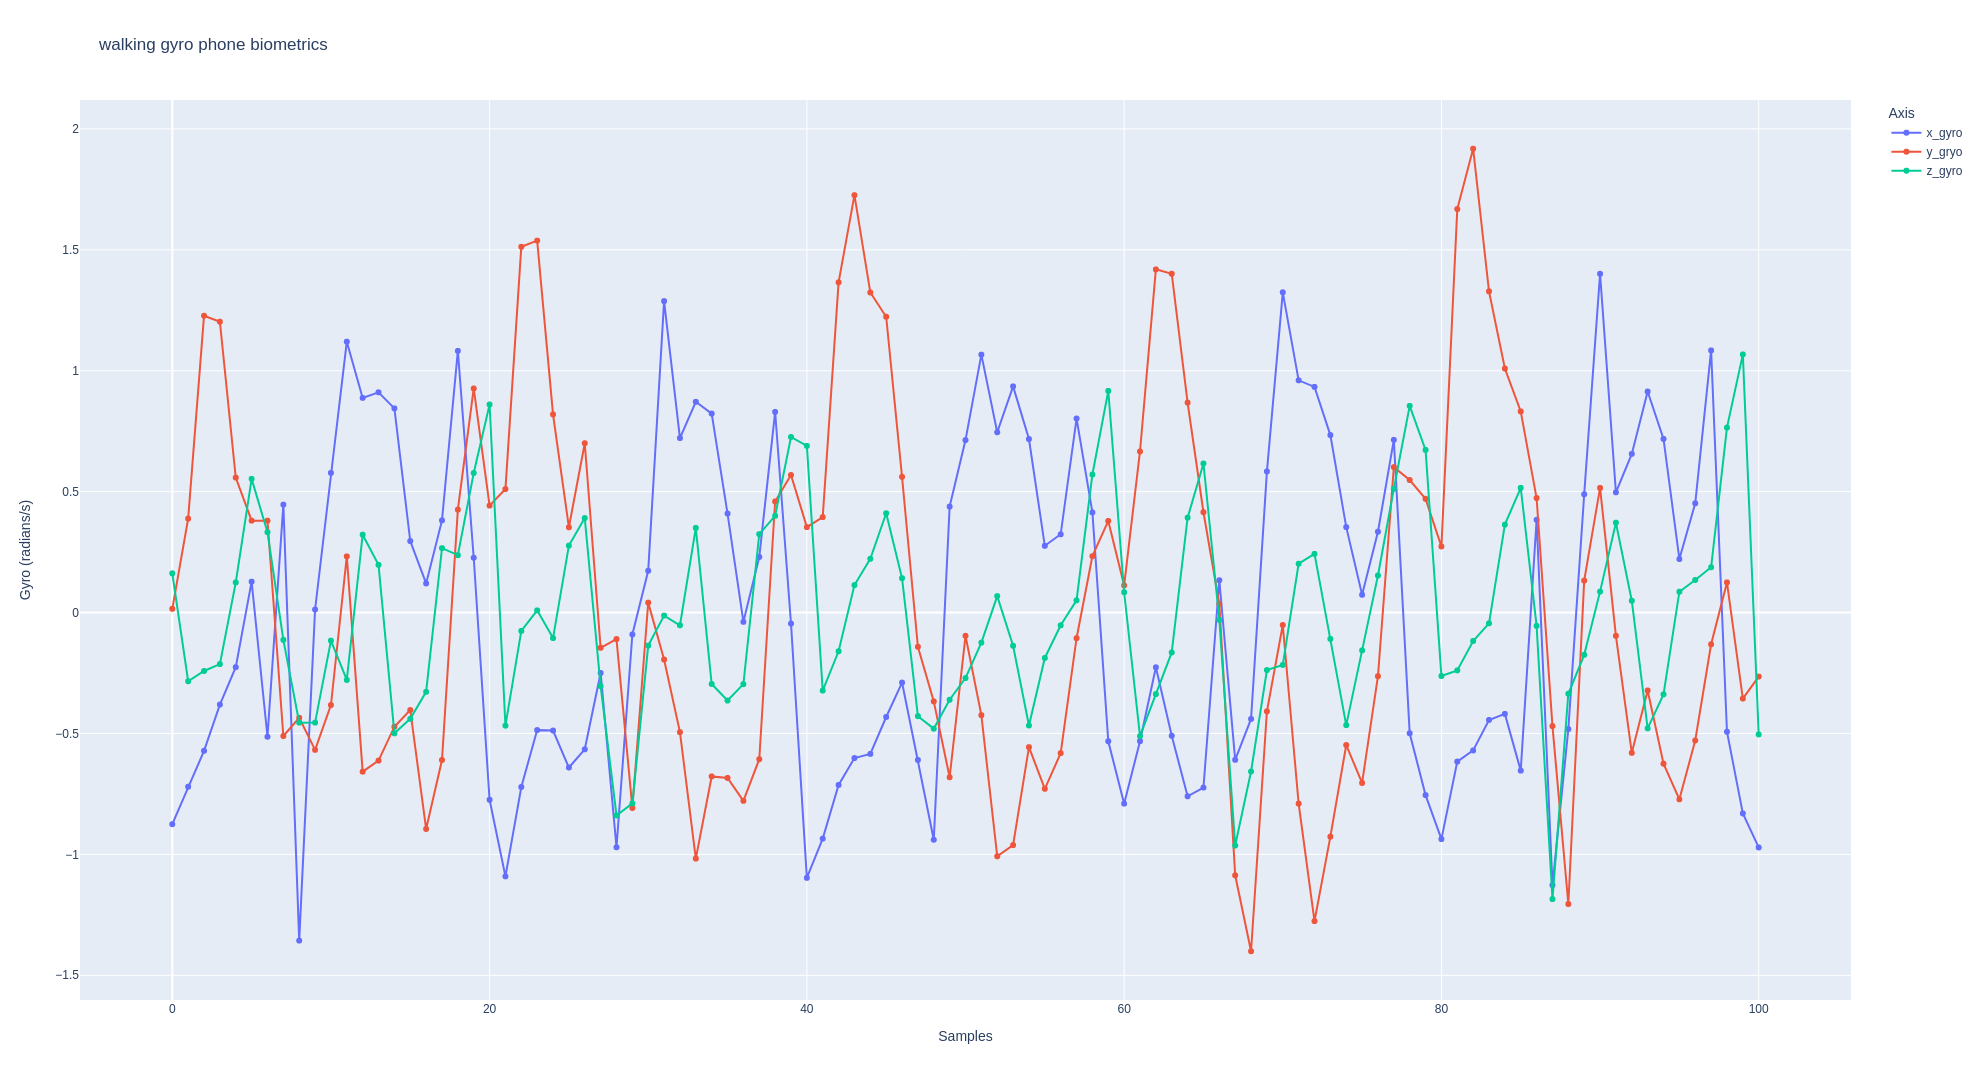 walking gyro phone biometrics
Axis
x_gyro
y_gryo
z_gyro
Gyro (radians/s)
2
1.5
1
0.5
0
−0.5
−1
−1.5
0 20 40 60 80 100
Samples